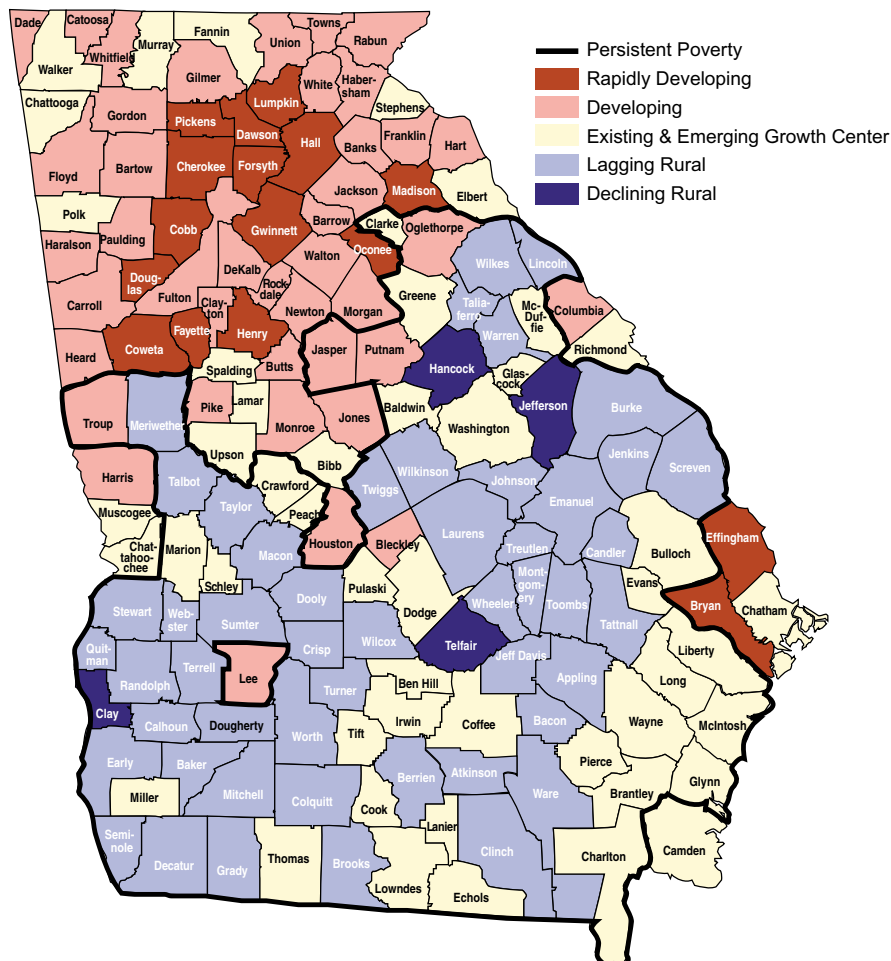 Dade
Catoosa
Whitfield
Murray
Fannin
Union
Towns
Rabun
Walker
Gilmer
White
Haber-
sham
Lumpkin
Stephens
Chattooga
Gordon
Pickens
Dawson
Hall
Banks
Franklin
Hart
Floyd
Bartow
Cherokee
Forsyth
Jackson
Madison
Elbert
Polk
Haralson
Paulding
Cobb
Gwinnett
Barrow
Clarke
Oglethorpe
Oconee
Walton
DeKalb
Wilkes
Lincoln
Doug-
las
Carroll
Fulton
Clay-
ton
Rock-
dale
Newton
Morgan
Greene
Talia-
ferro
Mc-
Duf-
fie
Columbia
Heard
Coweta
Fayette
Henry
Butts
Jasper
Putnam
Hancock
Warren
Richmond
Spalding
Glas-
cock
Troup
Meriwether
Pike
Lamar
Monroe
Jones
Baldwin
Washington
Jefferson
Burke
Upson
Bibb
Harris
Talbot
Taylor
Crawford
Peach
Houston
Twiggs
Wilkinson
Johnson
Jenkins
Screven
Emanuel
Muscogee
Chat-
tahoo-
chee
Marion
Schley
Macon
Bleckley
Laurens
Treutlen
Candler
Bulloch
Effingham
Evans
Pulaski
Dodge
Wheeler
Mont-
gom-
ery
Toombs
Tattnall
Bryan
Chatham
Stewart
Web-
ster
Sumter
Dooly
Crisp
Wilcox
Telfair
Jeff Davis
Appling
Liberty
Long
Quit-
man
Randolph
Terrell
Lee
Turner
Ben Hill
Irwin
Coffee
Bacon
Wayne
McIntosh
Clay
Calhoun
Dougherty
Worth
Tift
Pierce
Early
Baker
Mitchell
Colquitt
Berrien
Atkinson
Ware
Brantley
Glynn
Miller
Cook
Lanier
Clinch
Charlton
Camden
Semi-
nole
Decatur
Grady
Thomas
Brooks
Lowndes
Echols
Persistent Poverty
Rapidly Developing
Developing
Existing & Emerging Growth Center
Lagging Rural
Declining Rural